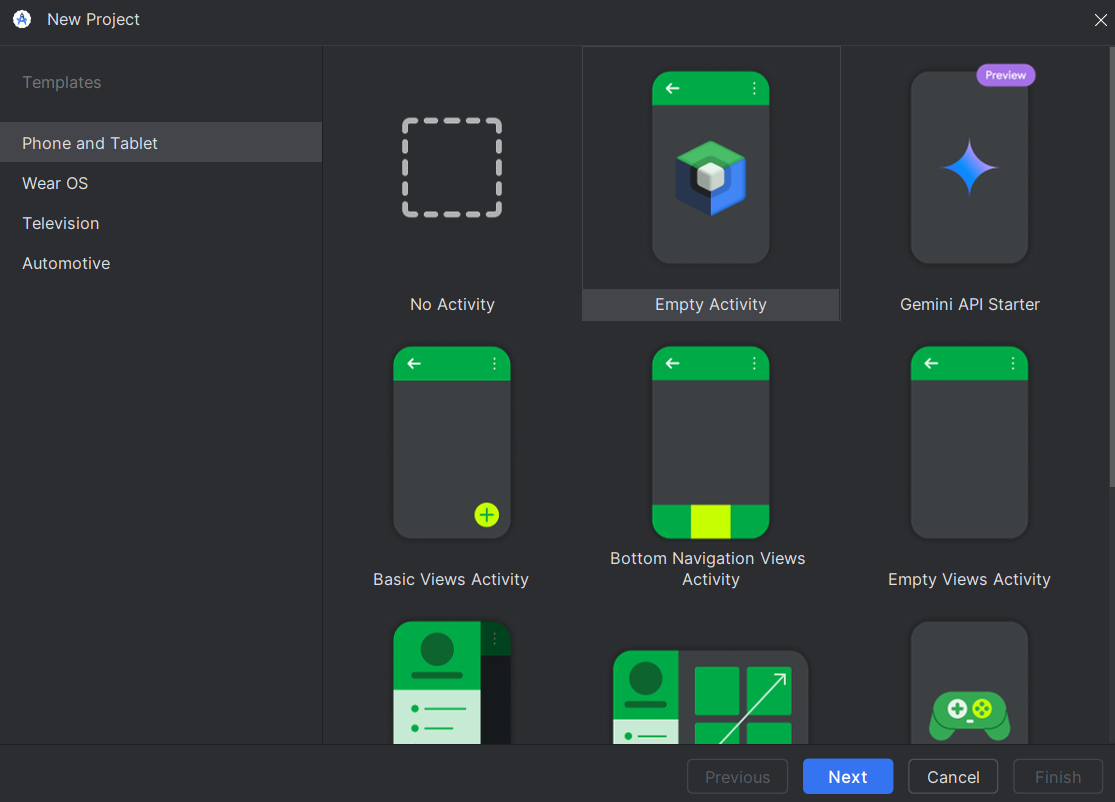 New Project
Templates
Phone and Tablet
Wear OS
Television
Automotive
No Activity
Empty Activity
Preview
Gemini API Starter
Basic Views Activity
Bottom Navigation Views
Activity
Empty Views Activity
Previous
Next
Cancel
Finish